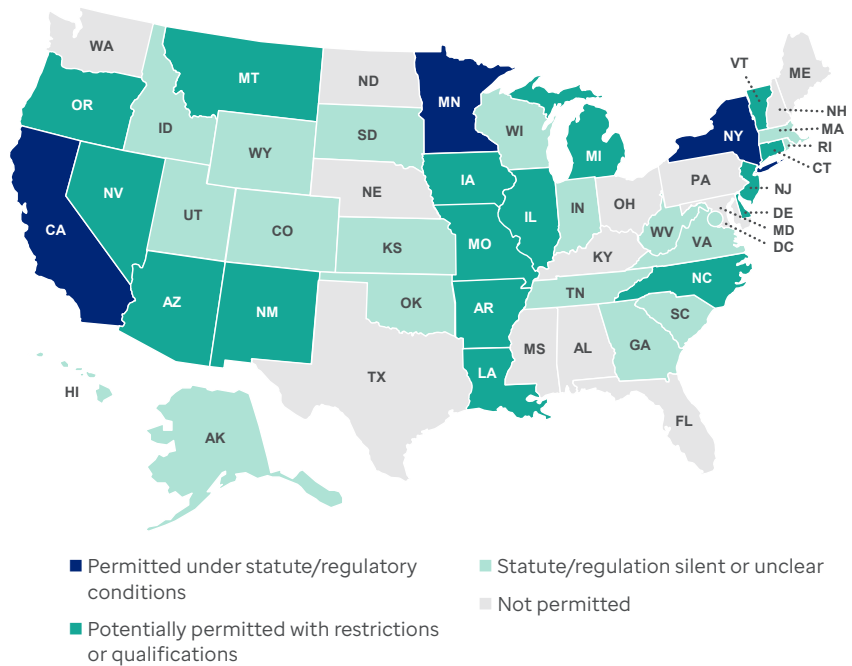 WA
VT
ME
MT
ND
OR
MN
NH
ID
SD
WI
NY
MA
WY
MI
RI
CT
IA
PA
NV
NE
NJ
IL
IN
OH
DE
UT
MD
CA
CO
WV
VA
DC
KS
MO
KY
NC
AZ
NM
OK
TN
AR
SC
MS
AL
GA
LA
TX
HI
FL
AK
Permitted under statute/regulatory
conditions
Potentially permitted with restrictions
or qualifications
Statute/regulation silent or unclear
Not permitted